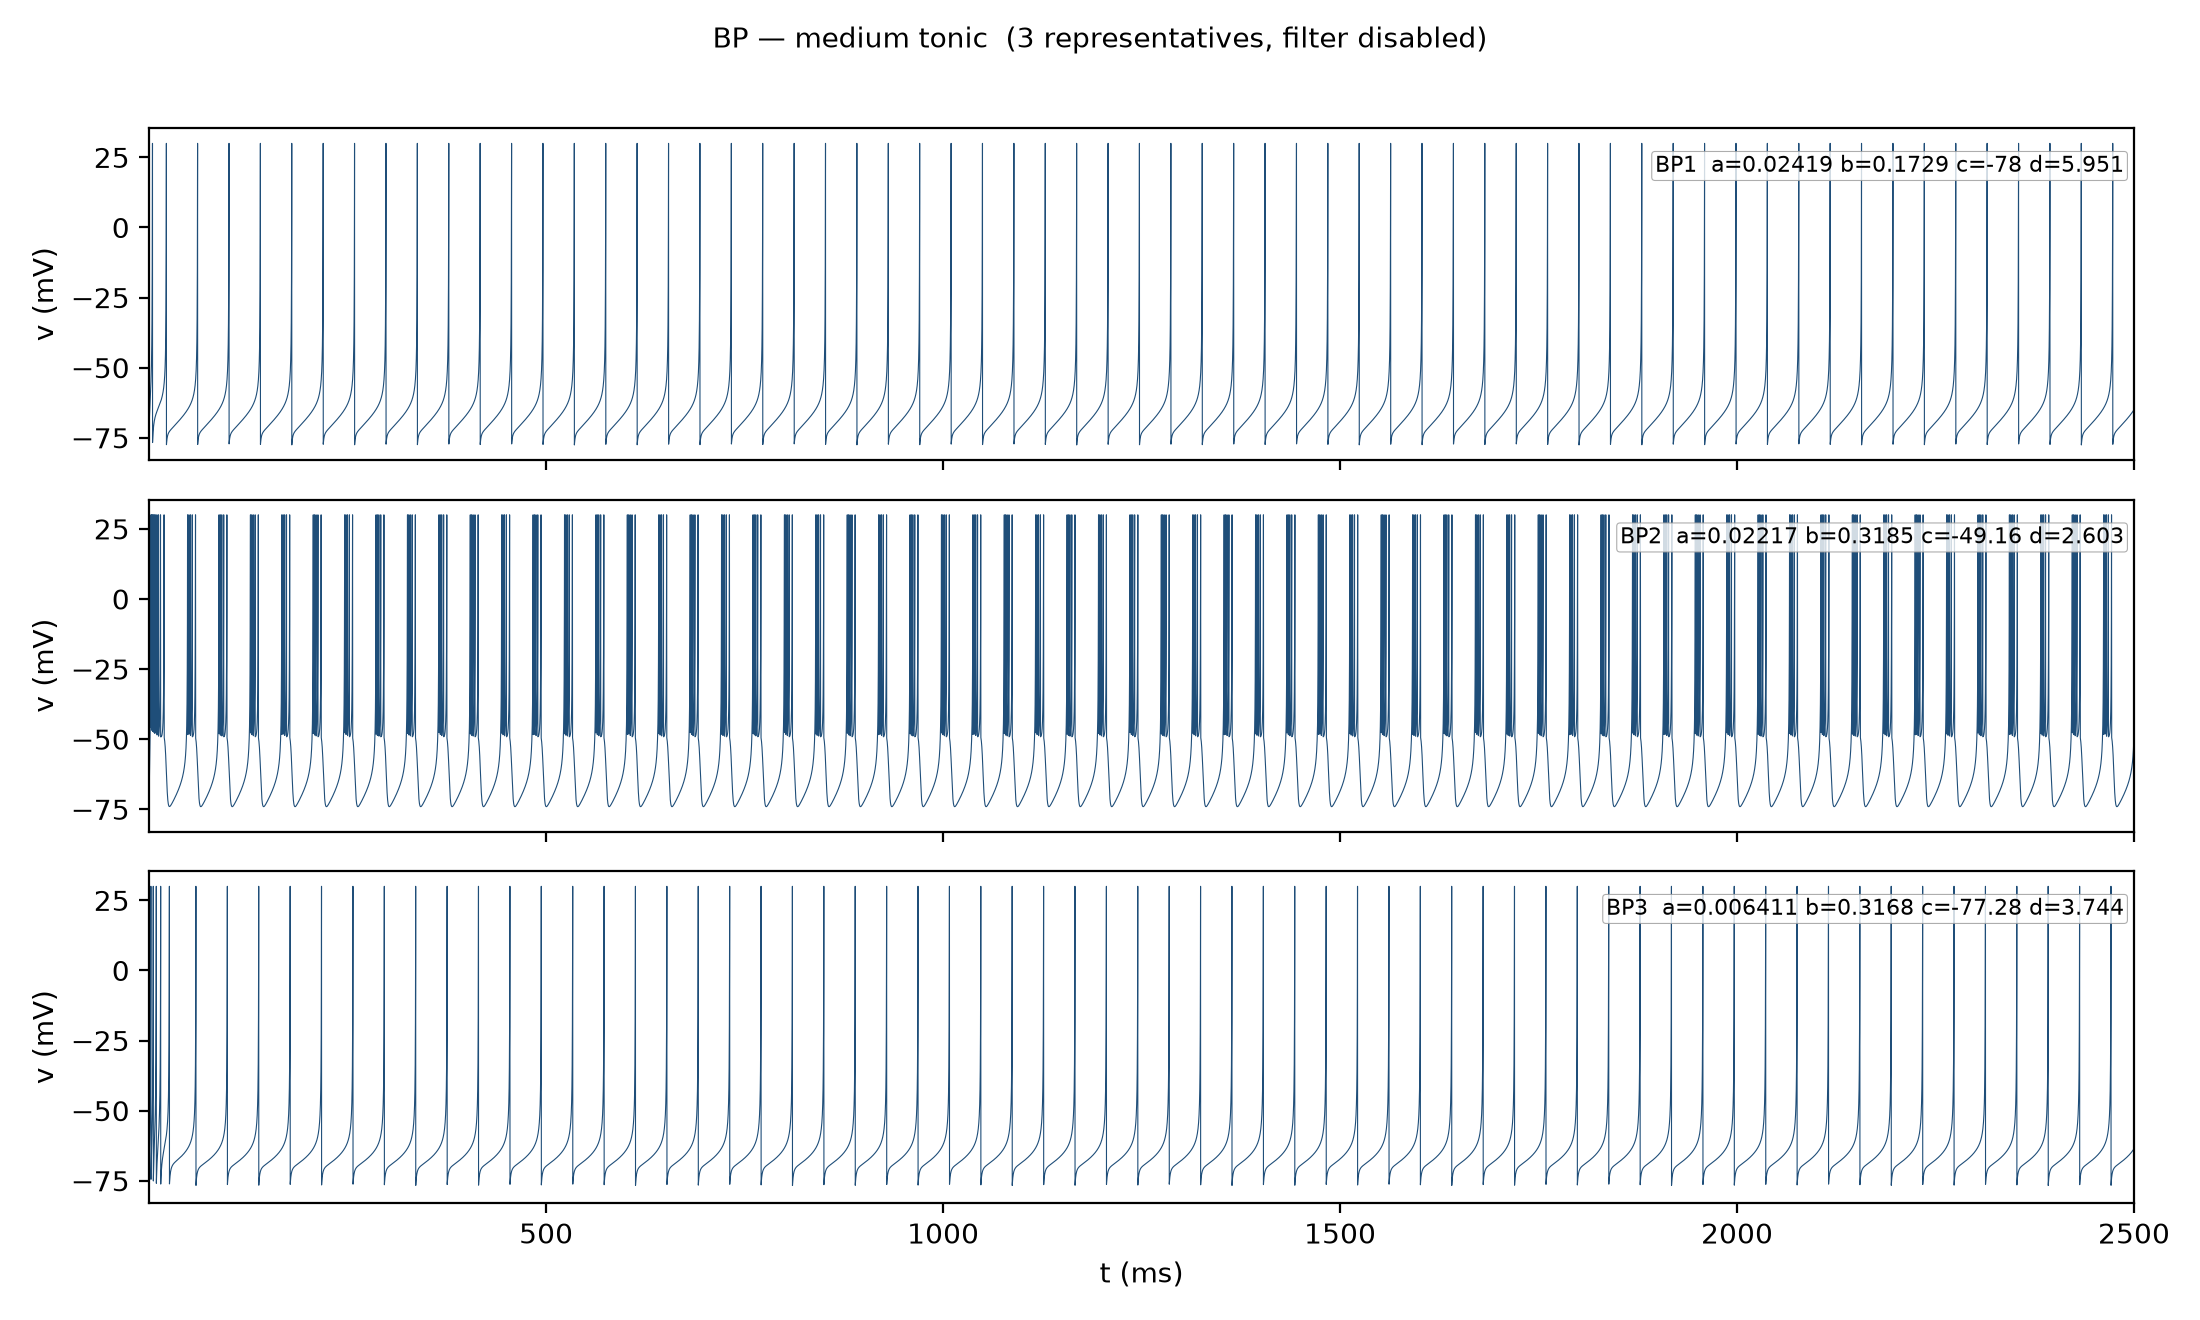 BP — medium tonic  (3 representatives, filter disabled)
25
0
−25
−50
−75
v (mV)
BP1  a=0.02419 b=0.1729 c=-78 d=5.951
25
0
−25
−50
−75
v (mV)
BP2  a=0.02217 b=0.3185 c=-49.16 d=2.603
25
0
−25
−50
−75
v (mV)
BP3  a=0.006411 b=0.3168 c=-77.28 d=3.744
500 1000 1500 2000 2500
t (ms)